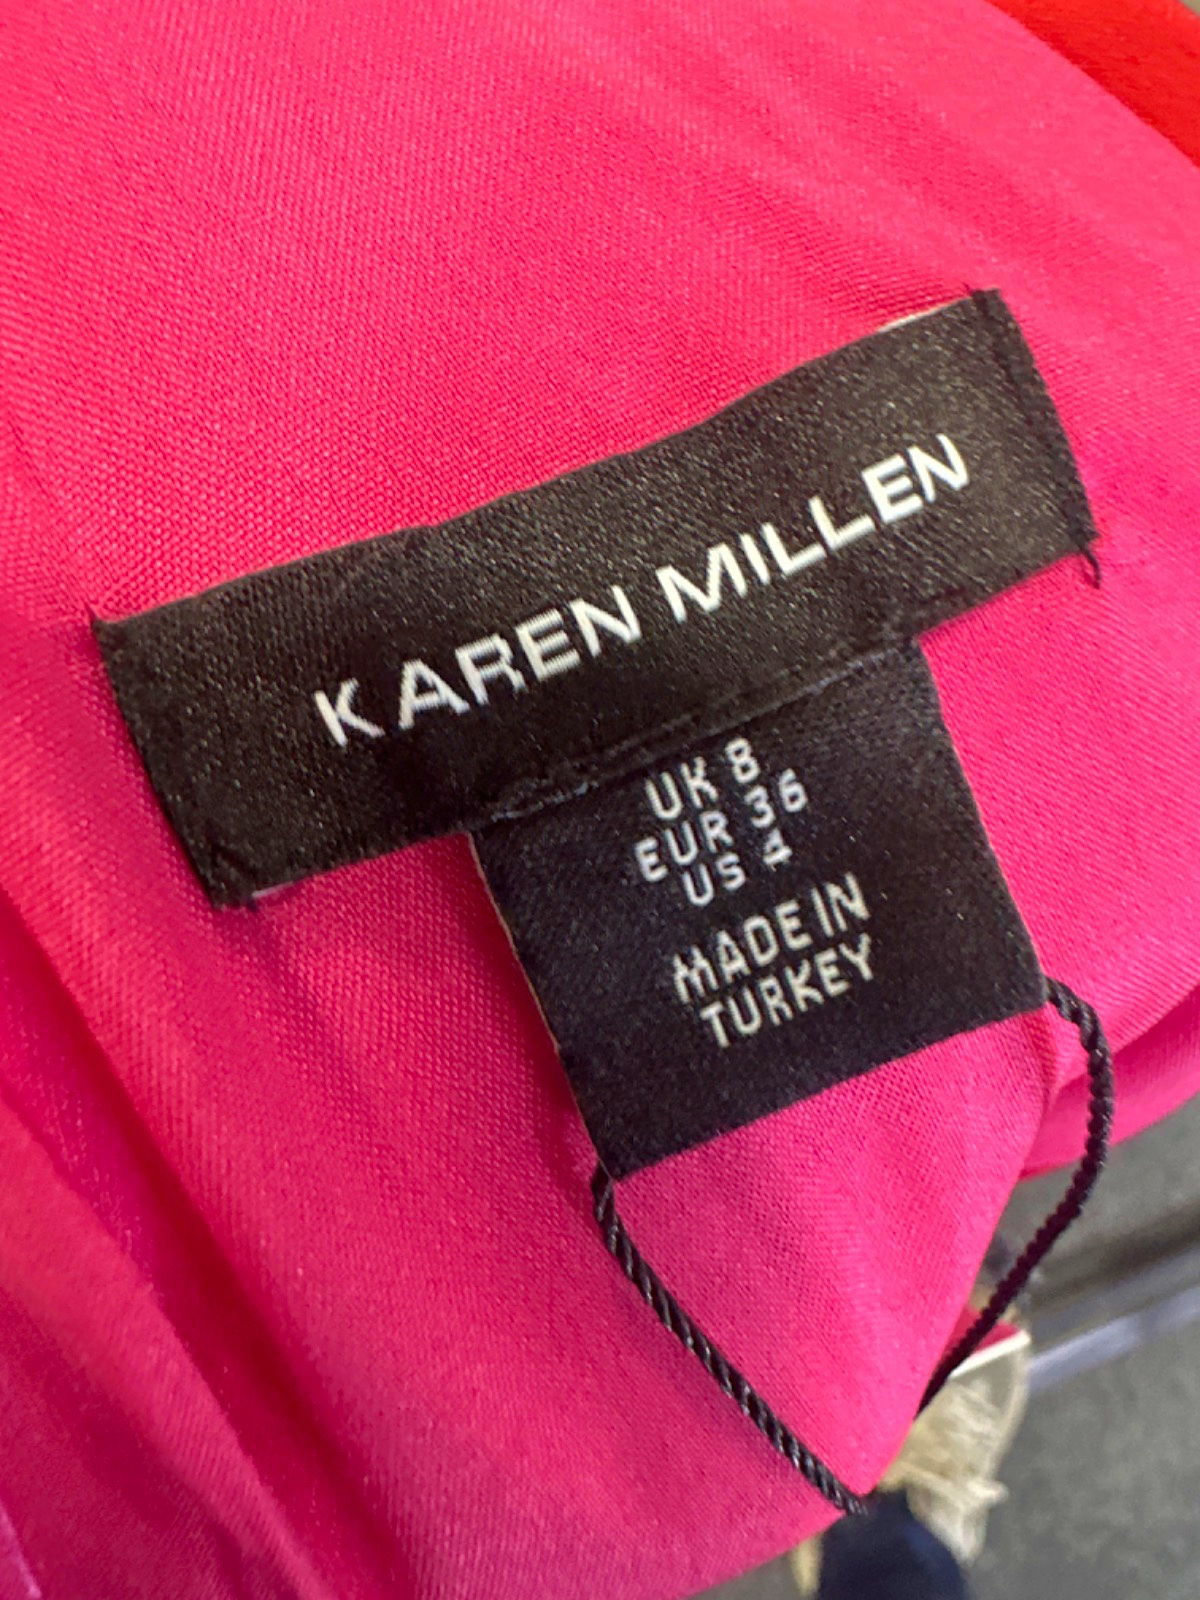 KAREN MILLEN
UK 8
EUR 36
US 4
MADE IN
TURKEY